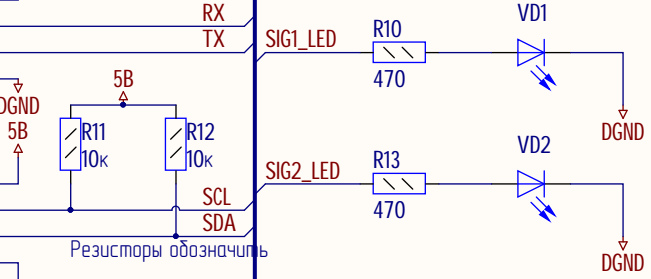 RX
TX
SIG1_LED
R10
470
VD1
DGND
DGND
5В
5В
R11
10к
R12
10к
SCL
SDA
SIG2_LED
R13
470
VD2
DGND
Резисторы обозначить